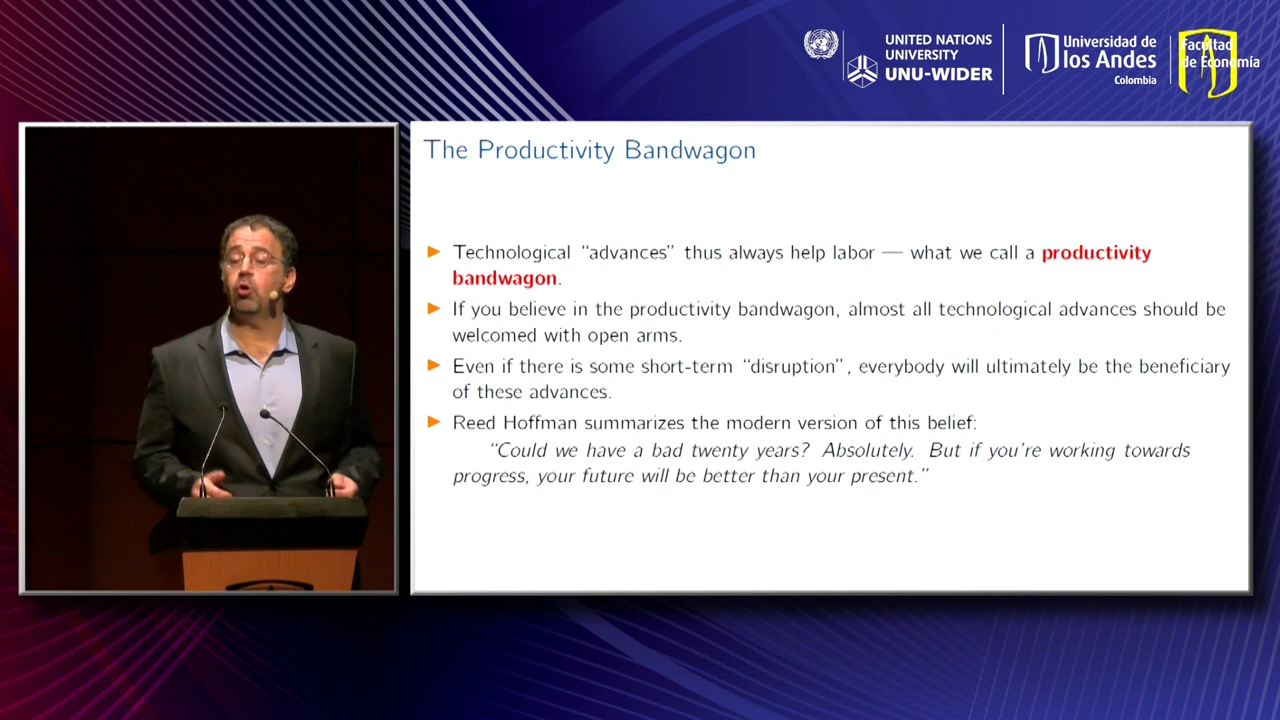 UNITED NATIONS
UNIVERSITY
UNU-WIDER
Universidad de
los Andes
Colombia
Facultad
de Economía
The Productivity Bandwagon
Technological “advances” thus always help labor — what we call a productivity
bandwagon.
If you believe in the productivity bandwagon, almost all technological advances should be
welcomed with open arms.
Even if there is some short-term “disruption”, everybody will ultimately be the beneficiary
of these advances.
Reed Hoffman summarizes the modern version of this belief:
“Could we have a bad twenty years? Absolutely. But if you’re working towards
progress, your future will be better than your present.”